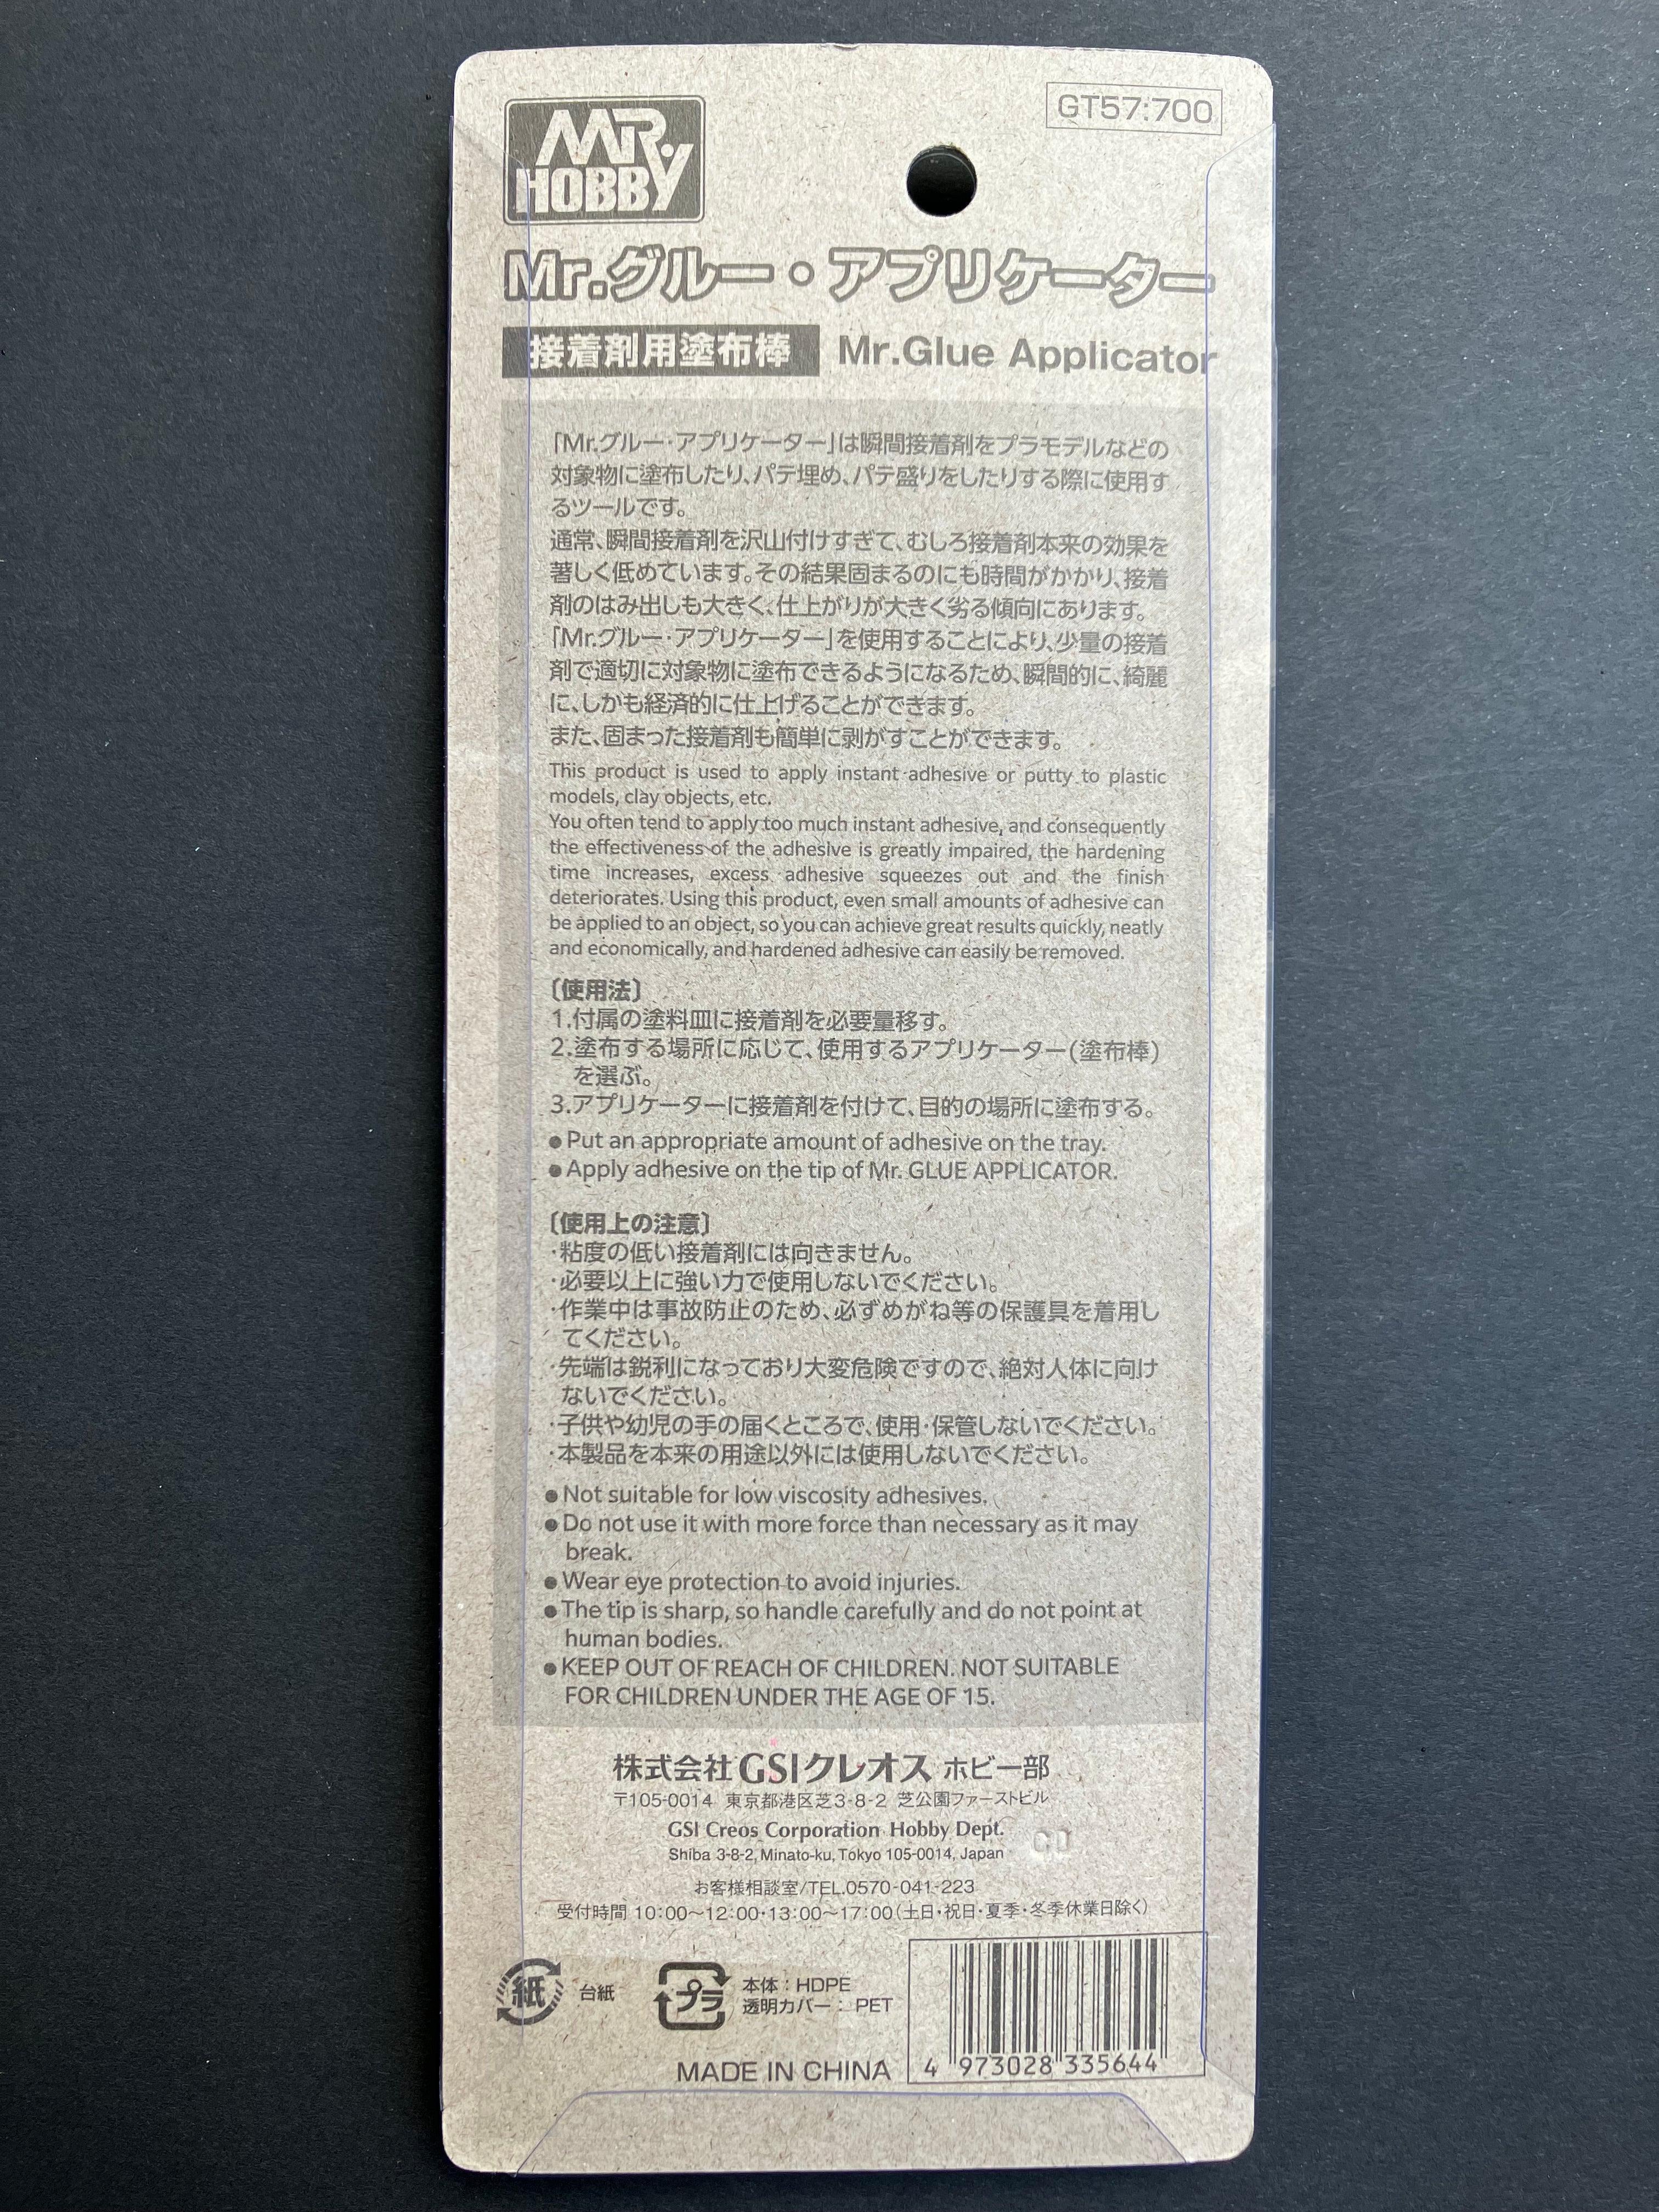 MR.
HOBBY
GT57:700
Mr.グルー・アプリケーター
接着剤用塗布棒 Mr.Glue Applicator
「Mr.グルー・アプリケーター」は瞬間接着剤をプラモデルなどの
対象物に塗布したり、パテ埋め、パテ盛りをしたりする際に使用す
るツールです。
通常、瞬間接着剤を沢山付けすぎて、むしろ接着剤本来の効果を
著しく低めています。その結果固まるのにも時間がかかり、接着
剤のはみ出しも大きく、仕上がりが大きく劣る傾向にあります。
「Mr.グルー・アプリケーター」を使用することにより、少量の接着
剤で適切に対象物に塗布できるようになるため、瞬間的に、綺麗
に、しかも経済的に仕上げることができます。
また、固まった接着剤も簡単に剥がすことができます。
This product is used to apply instant adhesive or putty to plastic
models, clay objects, etc.
You often tend to apply too much instant adhesive, and consequently
the effectiveness of the adhesive is greatly impaired, the hardening
time increases, excess adhesive squeezes out and the finish
deteriorates. Using this product, even small amounts of adhesive can
be applied to an object, so you can achieve great results quickly, neatly
and economically, and hardened adhesive can easily be removed.
〔使用法〕
1.付属の塗料皿に接着剤を必要量移す。
2.塗布する場所に応じて、使用するアプリケーター(塗布棒)
を選ぶ。
3.アプリケーターに接着剤を付けて、目的の場所に塗布する。
●Put an appropriate amount of adhesive on the tray.
●Apply adhesive on the tip of Mr. GLUE APPLICATOR.
〔使用上の注意〕
・粘度の低い接着剤には向きません。
・必要以上に強い力で使用しないでください。
・作業中は事故防止のため、必ずめがね等の保護具を着用し
てください。
・先端は鋭利になっており大変危険ですので、絶対人体に向け
ないでください。
・子供や幼児の手の届くところで、使用・保管しないでください。
・本製品を本来の用途以外には使用しないでください。
●Not suitable for low viscosity adhesives.
●Do not use it with more force than necessary as it may
break.
●Wear eye protection to avoid injuries.
●The tip is sharp, so handle carefully and do not point at
human bodies.
●KEEP OUT OF REACH OF CHILDREN. NOT SUITABLE
FOR CHILDREN UNDER THE AGE OF 15.
株式会社GSIクレオス ホビー部
〒105-0014 東京都港区芝3-8-2 芝公園ファーストビル
GSI Creos Corporation Hobby Dept.
Shiba 3-8-2, Minato-ku, Tokyo 105-0014, Japan
お客様相談室/TEL.0570-041-223
受付時間 10:00～12:00・13:00～17:00(土日・祝日・夏季・冬季休業日除く)
紙 台紙
プラ 本体：HDPE
透明カバー：PET
MADE IN CHINA
4 973028 335644